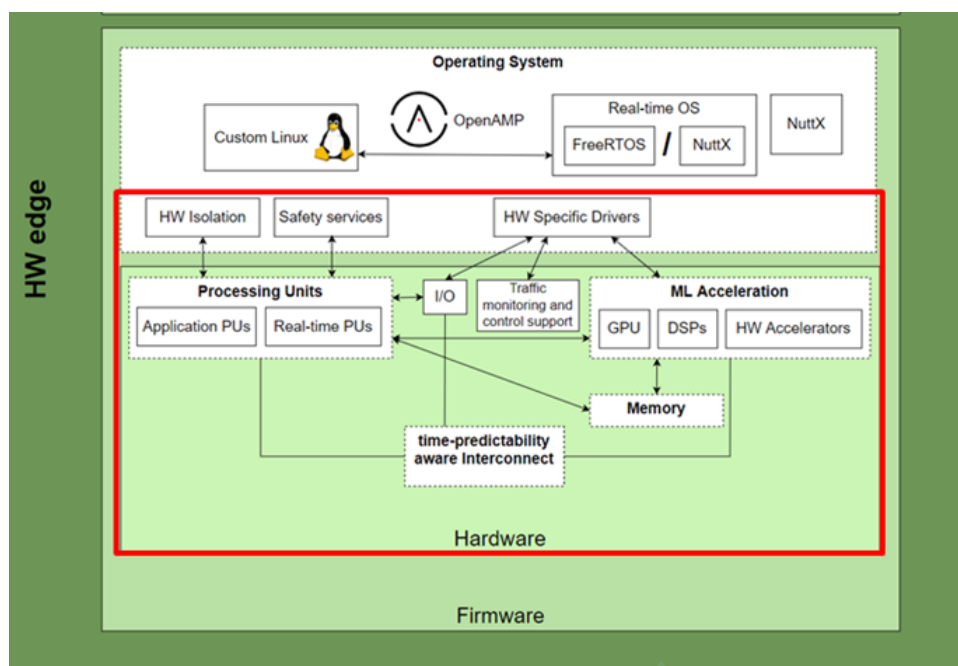 HW edge
Operating System
Custom Linux
OpenAMP
Real-time OS
FreeRTOS
/
NuttX
NuttX
HW Isolation
Safety services
HW Specific Drivers
Processing Units
Application PUs
Real-time PUs
I/O
Traffic
monitoring and
control support
ML Acceleration
GPU
DSPs
HW Accelerators
Memory
time-predictability
aware Interconnect
Hardware
Firmware